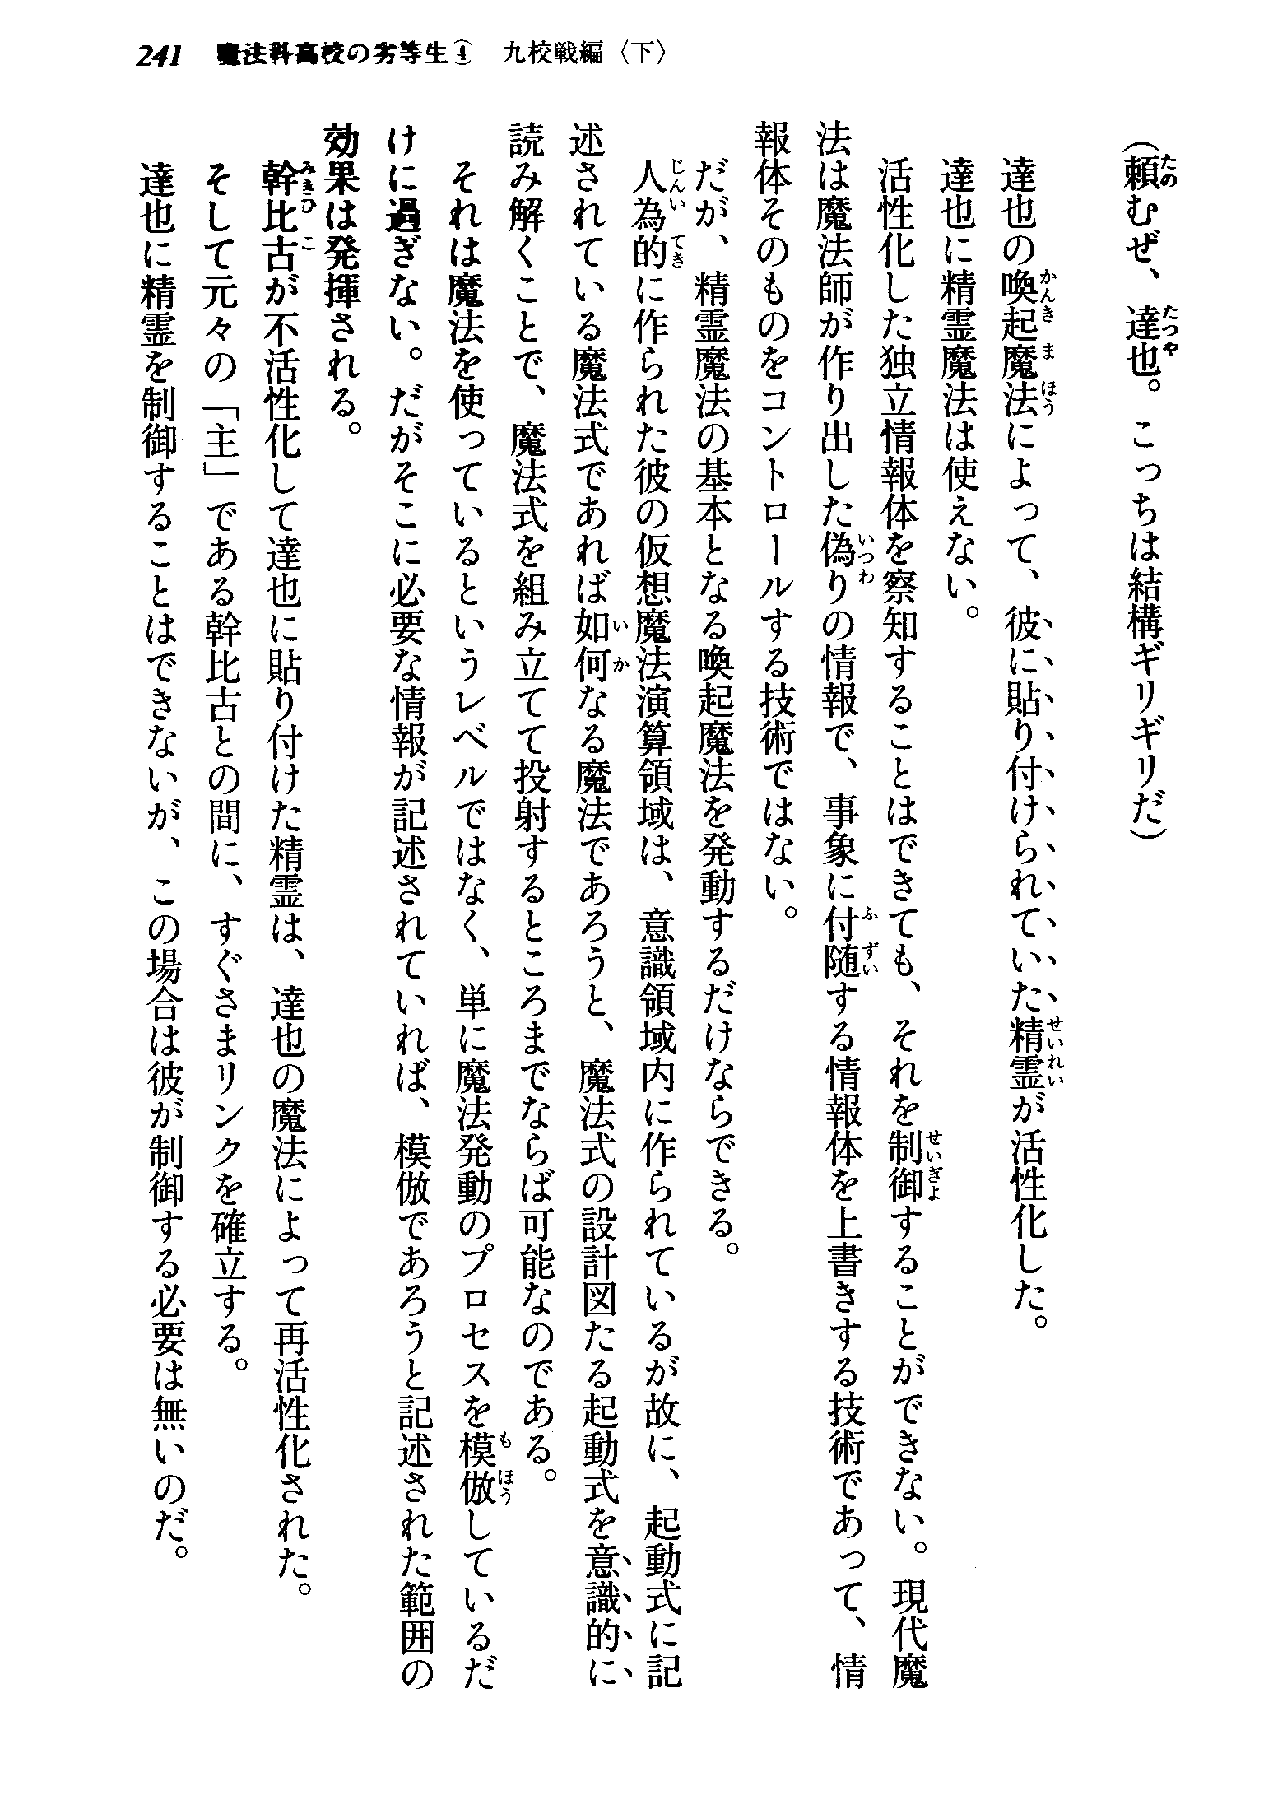 241　魔法科高校の劣等生④　九校戦編〈下〉
（頼むぜ、達也。こっちは結構ギリギリだ）
達也の喚起魔法によって、彼に貼り付けられていた精霊が活性化した。
達也に精霊魔法は使えない。
活性化した独立情報体を察知することはできても、それを制御することができない。現代魔
法は魔法師が作り出した偽りの情報で、事象に付随する情報体を上書きする技術であって、情
報体そのものをコントロールする技術ではない。
だが、精霊魔法の基本となる喚起魔法を発動するだけならできる。
人為的に作られた彼の仮想魔法演算領域は、意識領域内に作られているが故に、起動式に記
述されている魔法式であれば如何なる魔法であろうと、魔法式の設計図たる起動式を意識的に
読み解くことで、魔法式を組み立てて投射するところまでならば可能なのである。
それは魔法を使っているというレベルではなく、単に魔法発動のプロセスを模倣しているだ
けに過ぎない。だがそこに必要な情報が記述されていれば、模倣であろうと記述された範囲の
効果は発揮される。
幹比古が不活性化して達也に貼り付けた精霊は、達也の魔法によって再活性化された。
そして元々の「主」である幹比古との間に、すぐさまリンクを確立する。
達也に精霊を制御することはできないが、この場合は彼が制御する必要は無いのだ。